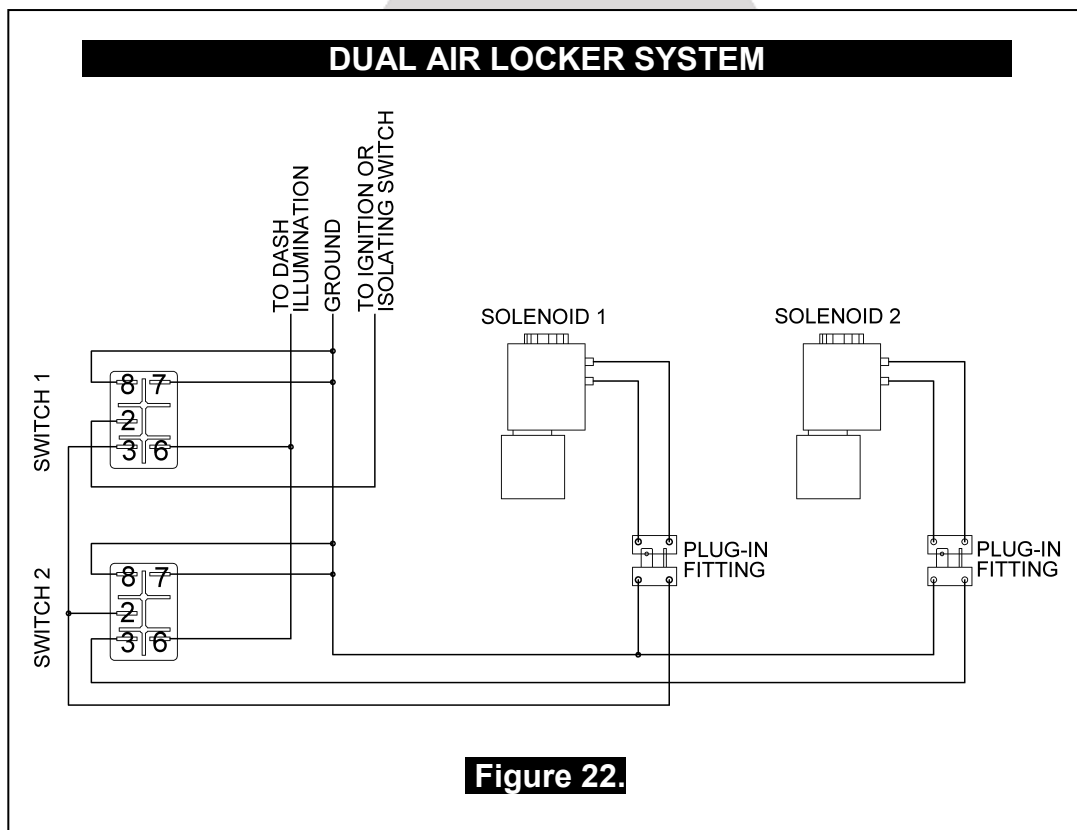 DUAL AIR LOCKER SYSTEM
TO DASH
ILLUMINATION
GROUND
TO IGNITION OR
ISOLATING SWITCH
SOLENOID 1
SOLENOID 2
SWITCH 1
8 7
2
3 6
SWITCH 2
8 7
2
3 6
PLUG-IN
FITTING
PLUG-IN
FITTING
Figure 22.